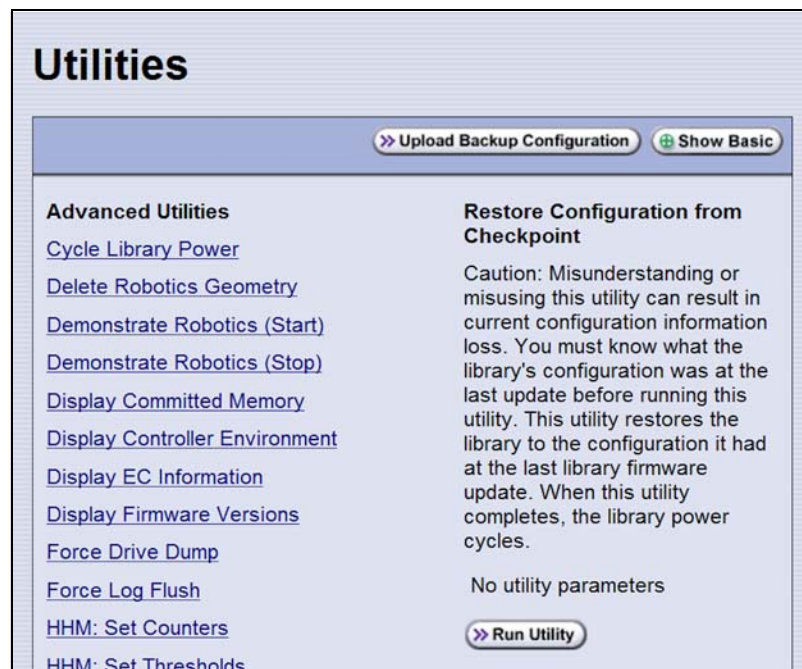 Utilities
Upload Backup Configuration
Show Basic
Advanced Utilities
Cycle Library Power
Delete Robotics Geometry
Demonstrate Robotics (Start)
Demonstrate Robotics (Stop)
Display Committed Memory
Display Controller Environment
Display EC Information
Display Firmware Versions
Force Drive Dump
Force Log Flush
HHM: Set Counters
HHM: Set Thresholds
Restore Configuration from
Checkpoint
Caution: Misunderstanding or
misusing this utility can result in
current configuration information
loss. You must know what the
library's configuration was at the
last update before running this
utility. This utility restores the
library to the configuration it had
at the last library firmware
update. When this utility
completes, the library power
cycles.
No utility parameters
Run Utility